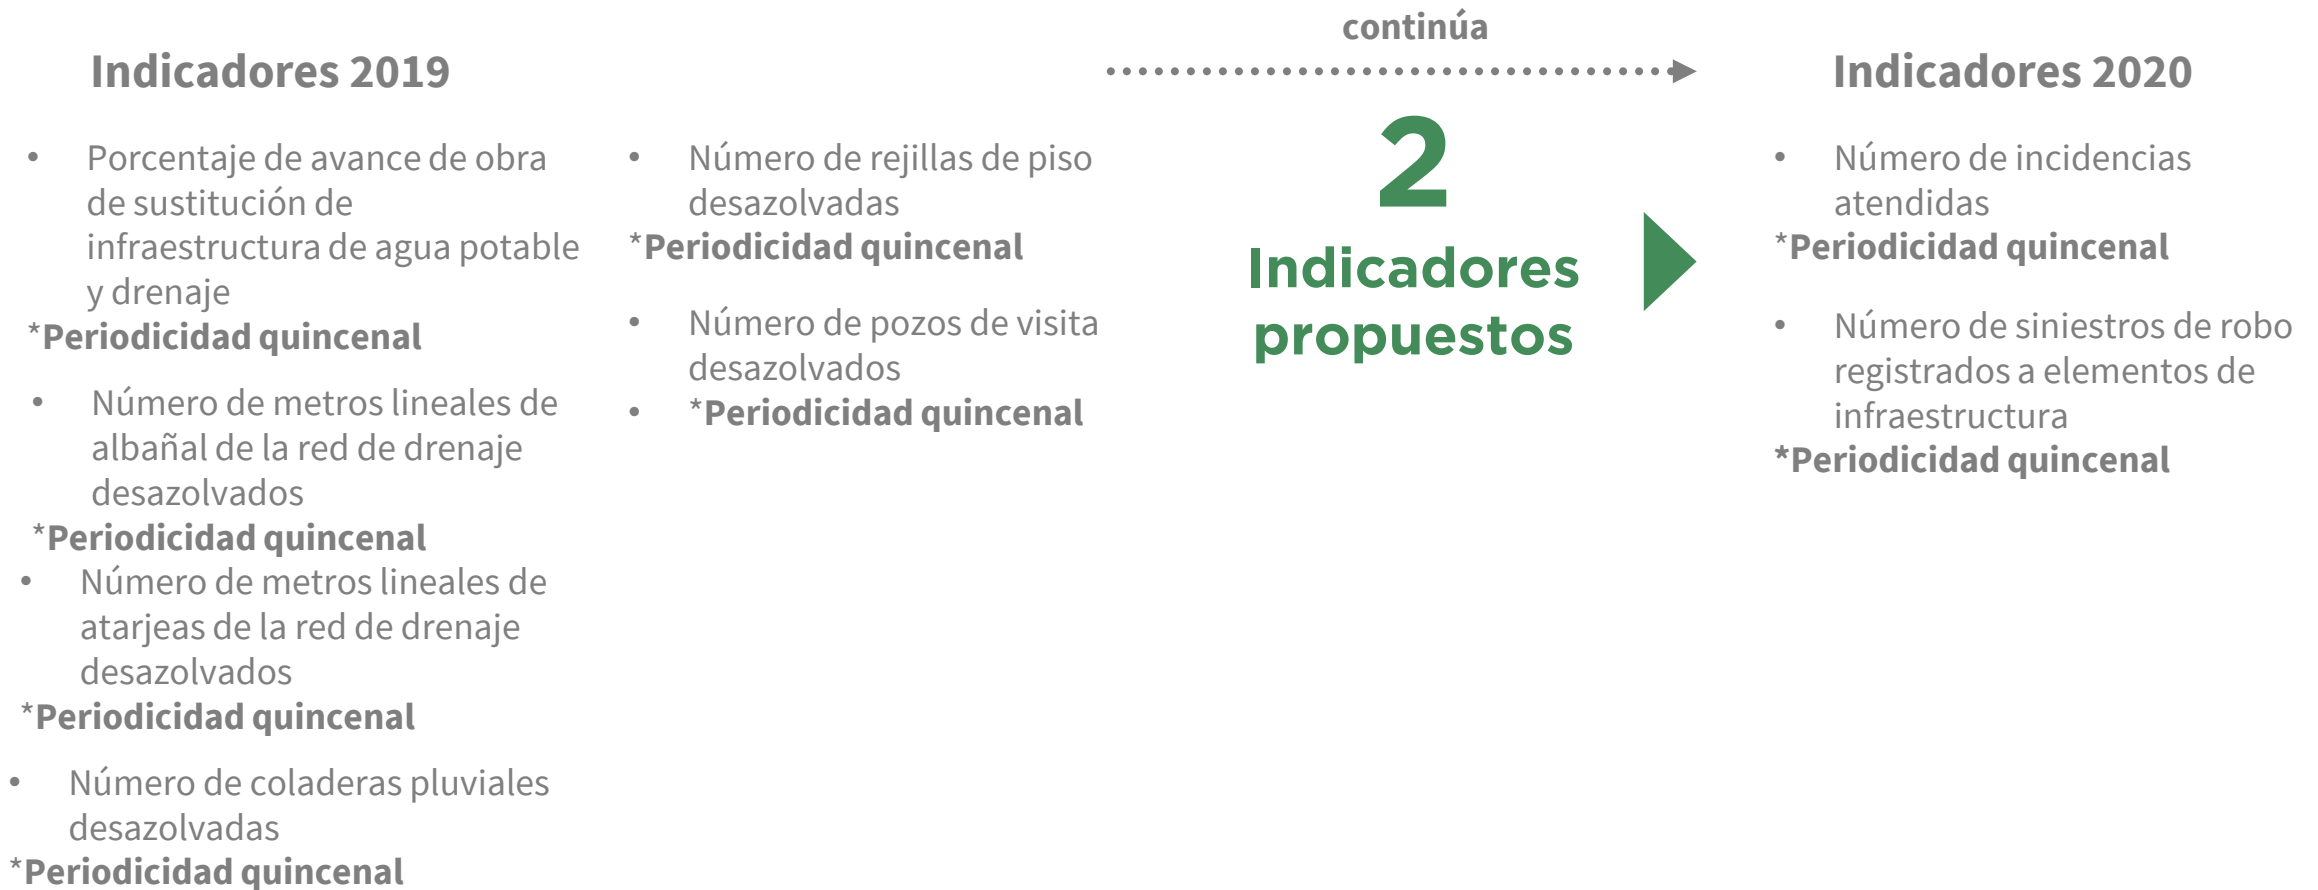 Indicadores 2019
• Porcentaje de avance de obra
de sustitución de
infraestructura de agua potable
y drenaje
*Periodicidad quincenal
• Número de metros lineales de
albañal de la red de drenaje
desazolvados
*Periodicidad quincenal
• Número de metros lineales de
atarjeas de la red de drenaje
desazolvados
*Periodicidad quincenal
• Número de coladeras pluviales
desazolvadas
*Periodicidad quincenal
• Número de rejillas de piso
desazolvadas
*Periodicidad quincenal
• Número de pozos de visita
desazolvados
• *Periodicidad quincenal
continúa
2
Indicadores
propuestos
Indicadores 2020
• Número de incidencias
atendidas
*Periodicidad quincenal
• Número de siniestros de robo
registrados a elementos de
infraestructura
*Periodicidad quincenal